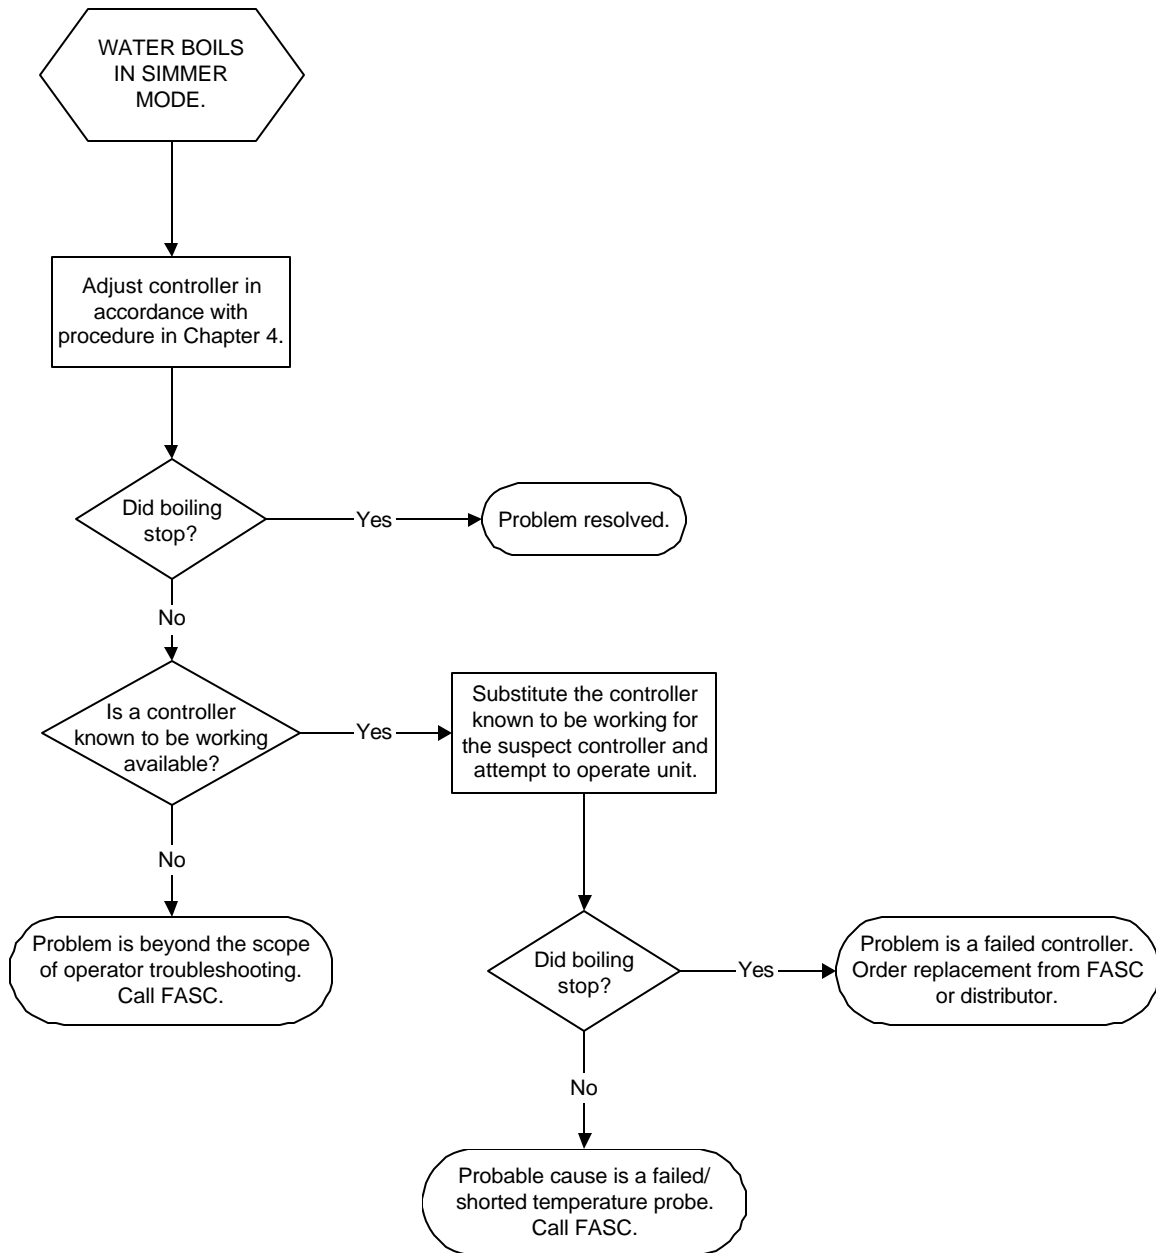 WATER BOILS
IN SIMMER
MODE.
Adjust controller in
accordance with
procedure in Chapter 4.
Did boiling
stop?
Yes
Problem resolved.
No
Is a controller
known to be working
available?
Yes
Substitute the controller
known to be working for
the suspect controller and
attempt to operate unit.
No
Problem is beyond the scope
of operator troubleshooting.
Call FASC.
Did boiling
stop?
Yes
Problem is a failed controller.
Order replacement from FASC
or distributor.
No
Probable cause is a failed/
shorted temperature probe.
Call FASC.